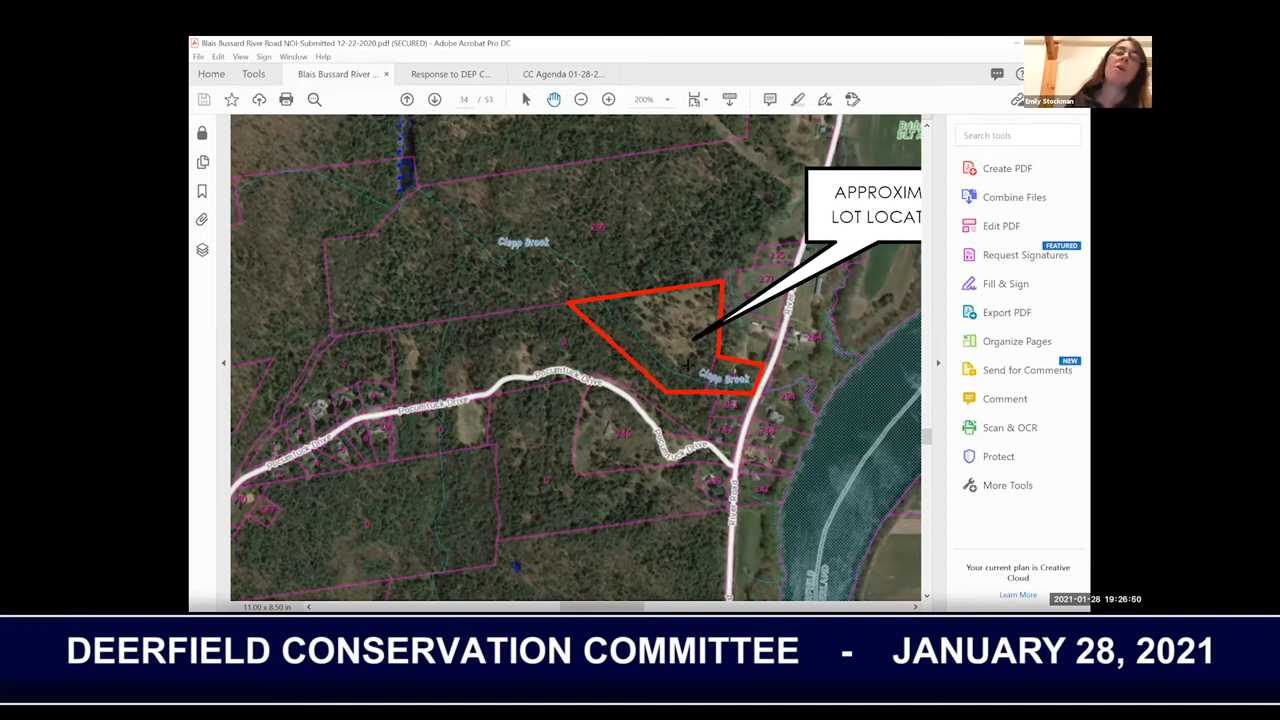 Blais Bussard River Road NOI-Submitted 12-22-2020.pdf (SECURED) - Adobe Acrobat Pro DC
File Edit View Sign Window Help
Home Tools Blais Bussard River ... × Response to DEP C... CC Agenda 01-28-2...
34 / 53 200%
Emily Stockman
Search tools
Create PDF
Combine Files
Edit PDF
FEATURED
Request Signatures
Fill & Sign
Export PDF
Organize Pages
NEW
Send for Comments
Comment
Scan & OCR
Protect
More Tools
Your current plan is Creative
Cloud
Learn More
APPROXIM
LOT LOCAT
Clapp Brook
295
275
Clapp Brook
Pocumtuck Drive
Pocumtuck Drive
Pocumtuck Drive
Pocumtuck Drive
River Road
11.00 x 8.50 in
2021-01-28 19:26:50
DEERFIELD CONSERVATION COMMITTEE - JANUARY 28, 2021